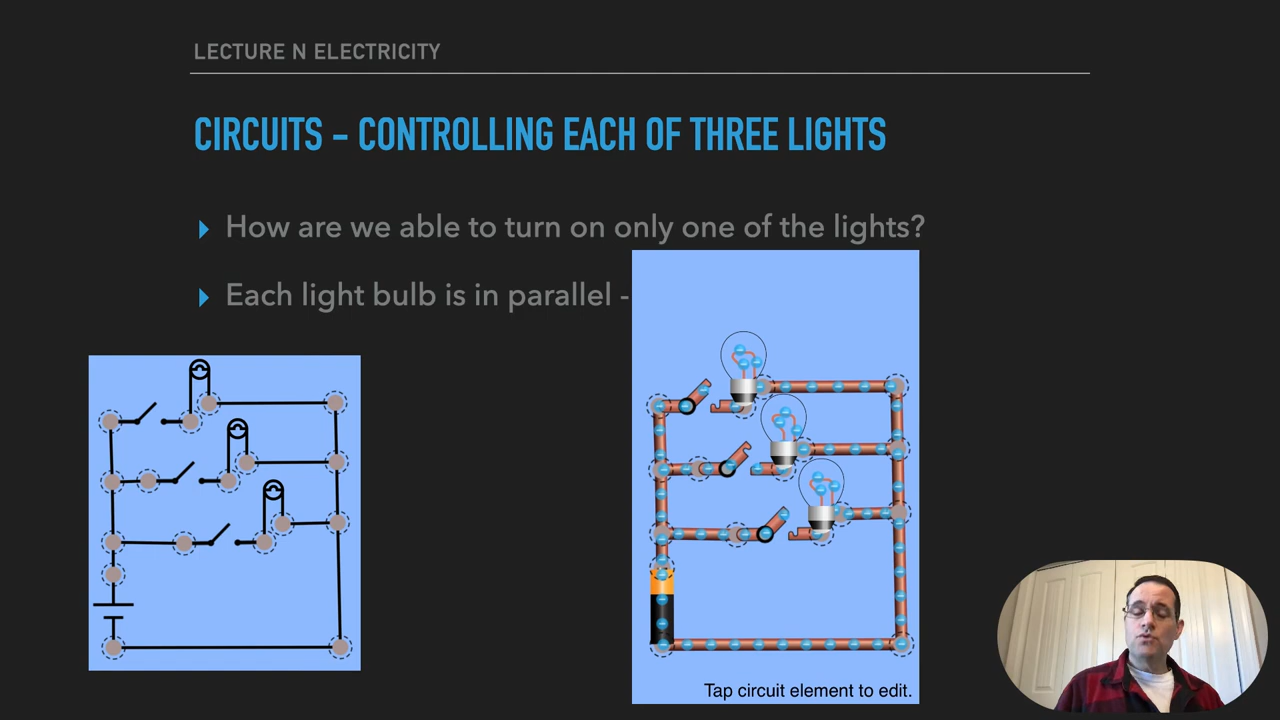 LECTURE N ELECTRICITY
CIRCUITS - CONTROLLING EACH OF THREE LIGHTS
How are we able to turn on only one of the lights?
Each light bulb is in parallel -
Tap circuit element to edit.